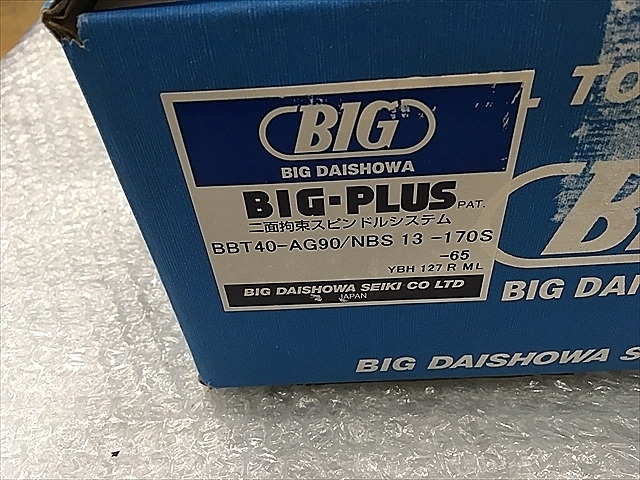 BIG
BIG DAISHOWA
BIG-PLUS PAT.
二面拘束スピンドルシステム
BBT40-AG90/NBS 13 -170S
-65
YBH 127 R ML
BIG DAISHOWA SEIKI CO LTD
JAPAN
L TO
BIG DAI
BIG DAISHOWA S